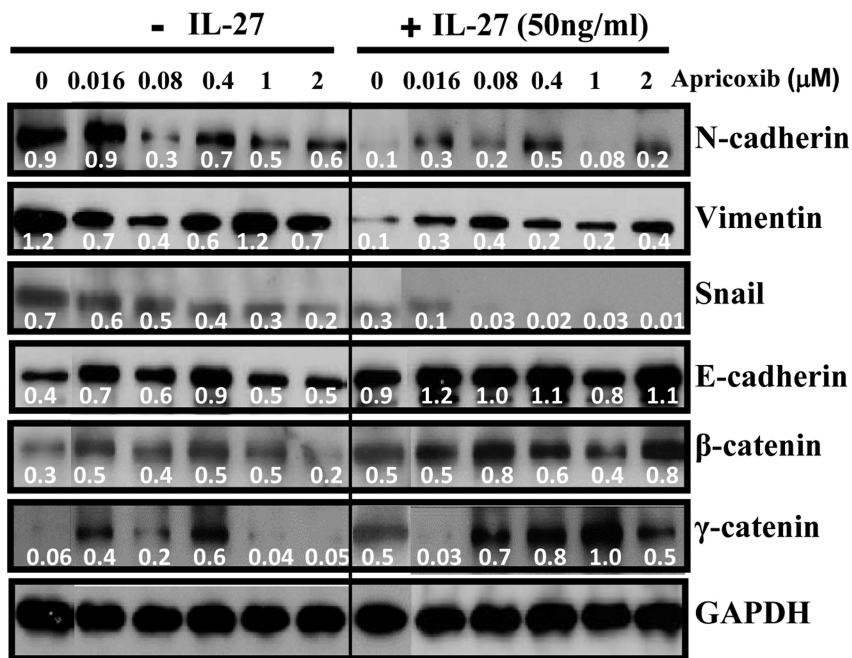 - IL-27 + IL-27 (50ng/ml)
0 0.016 0.08 0.4 1 2 0 0.016 0.08 0.4 1 2 Apricoxib (μM)
N-cadherin
0.9 0.9 0.3 0.7 0.5 0.6 0.1 0.3 0.2 0.5 0.08 0.2
Vimentin
1.2 0.7 0.4 0.6 1.2 0.7 0.1 0.3 0.4 0.2 0.2 0.4
Snail
0.7 0.6 0.5 0.4 0.3 0.2 0.3 0.1 0.03 0.02 0.03 0.01
E-cadherin
0.4 0.7 0.6 0.9 0.5 0.5 0.9 1.2 1.0 1.1 0.8 1.1
β-catenin
0.3 0.5 0.4 0.5 0.5 0.2 0.5 0.5 0.8 0.6 0.4 0.8
γ-catenin
0.06 0.4 0.2 0.6 0.04 0.05 0.5 0.03 0.7 0.8 1.0 0.5
GAPDH